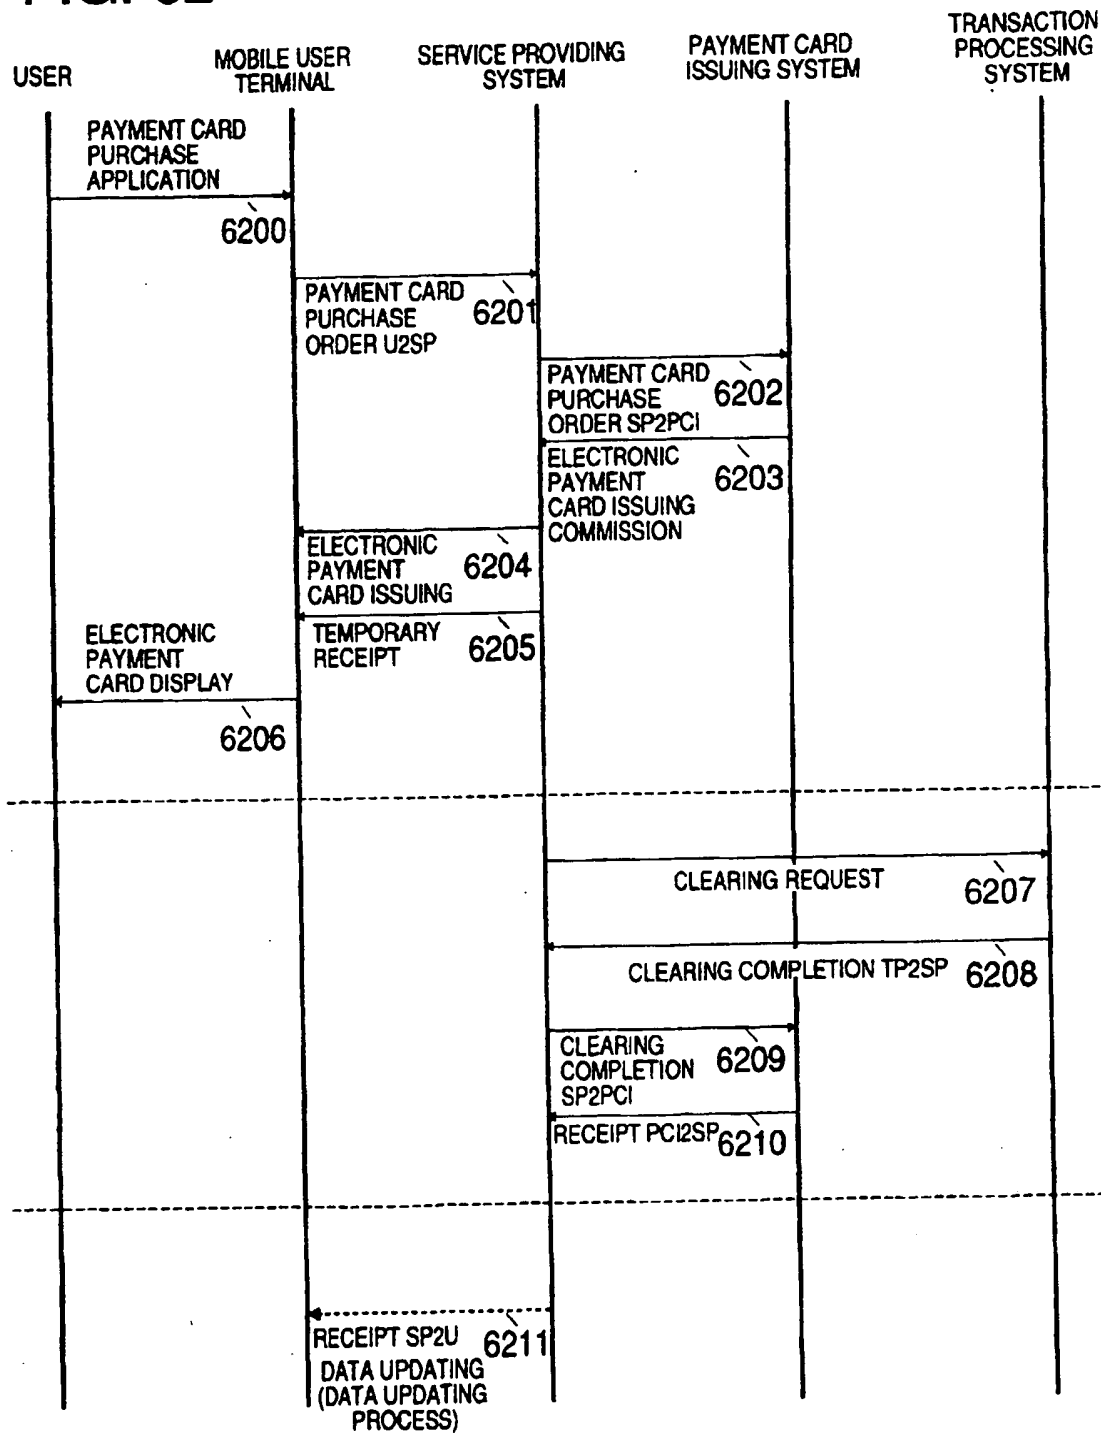 USER
MOBILE USER
TERMINAL
SERVICE PROVIDING
SYSTEM
PAYMENT CARD
ISSUING SYSTEM
TRANSACTION
PROCESSING
SYSTEM
PAYMENT CARD
PURCHASE
APPLICATION
6200
PAYMENT CARD
PURCHASE
ORDER U2SP
6201
PAYMENT CARD
PURCHASE
ORDER SP2PCI
6202
ELECTRONIC
PAYMENT
CARD ISSUING
COMMISSION
6203
ELECTRONIC
PAYMENT
CARD ISSUING
6204
TEMPORARY
RECEIPT
6205
ELECTRONIC
PAYMENT
CARD DISPLAY
6206
CLEARING REQUEST
6207
CLEARING COMPLETION TP2SP
6208
CLEARING
COMPLETION
SP2PCI
6209
RECEIPT PCI2SP
6210
RECEIPT SP2U
6211
DATA UPDATING
(DATA UPDATING
PROCESS)